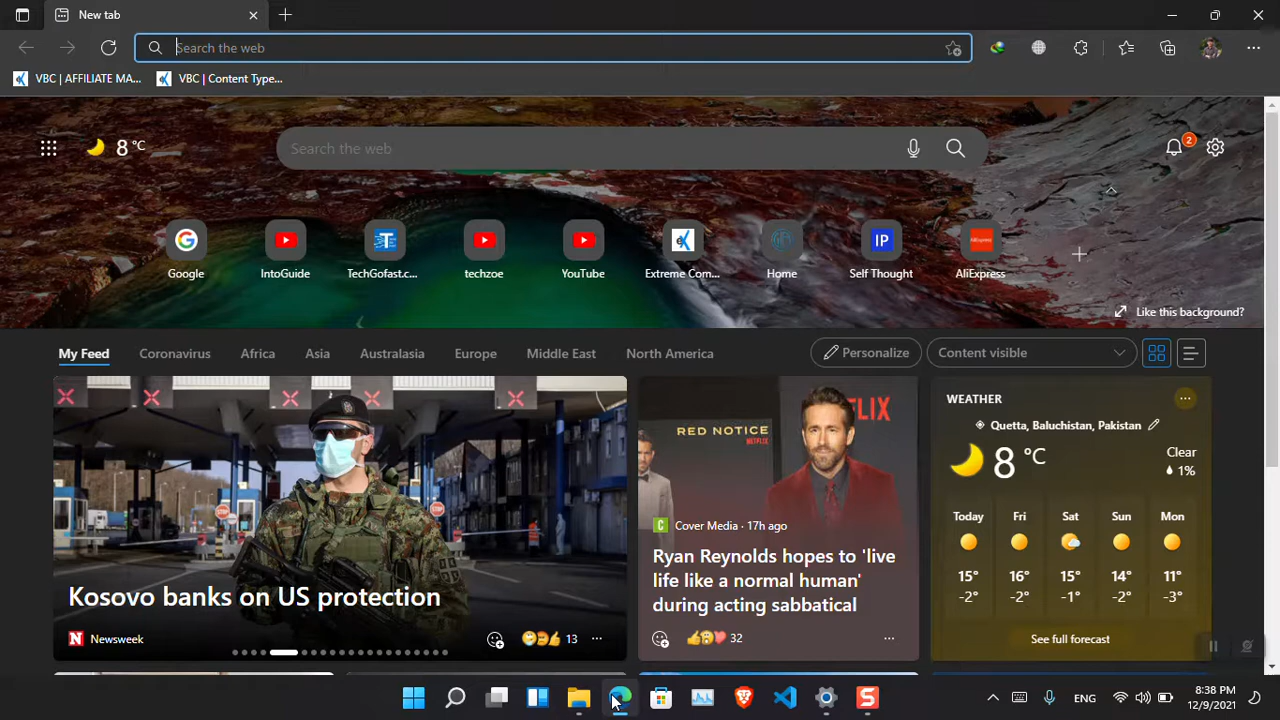 New tab
Search the web
VBC | AFFILIATE MA...
VBC | Content Type...
8 °C
Search the web
2
Google
IntoGuide
TechGofast.c...
techzoe
YouTube
Extreme Com...
Home
IP
Self Thought
AliExpress
Like this background?
My Feed
Coronavirus
Africa
Asia
Australasia
Europe
Middle East
North America
Personalize
Content visible
Kosovo banks on US protection
N Newsweek
13
RED NOTICE
NETFLIX
C Cover Media · 17h ago
Ryan Reynolds hopes to 'live
life like a normal human'
during acting sabbatical
32
WEATHER
Quetta, Baluchistan, Pakistan
8 °C
Clear
1%
Today Fri Sat Sun Mon
15° 16° 15° 14° 11°
-2° -2° -1° -2° -3°
See full forecast
ENG
8:38 PM
12/9/2021